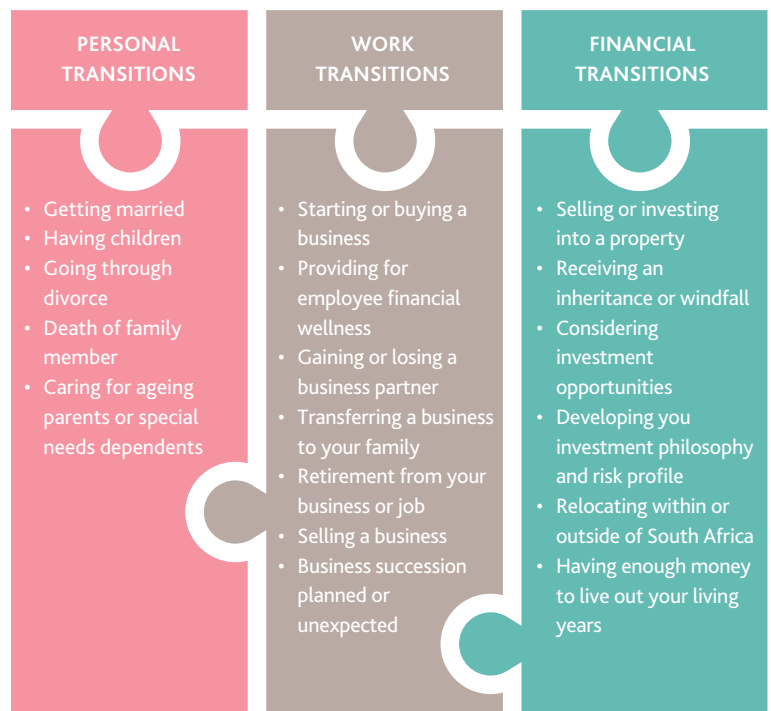 PERSONAL
TRANSITIONS
• Getting married
• Having children
• Going through
divorce
• Death of family
member
• Caring for ageing
parents or special
needs dependents
WORK
TRANSITIONS
• Starting or buying a
business
• Providing for
employee financial
wellness
• Gaining or losing a
business partner
• Transferring a business
to your family
• Retirement from your
business or job
• Selling a business
• Business succession
planned or
unexpected
FINANCIAL
TRANSITIONS
• Selling or investing
into a property
• Receiving an
inheritance or windfall
• Considering
investment
opportunities
• Developing you
investment philosophy
and risk profile
• Relocating within or
outside of South Africa
• Having enough money
to live out your living
years